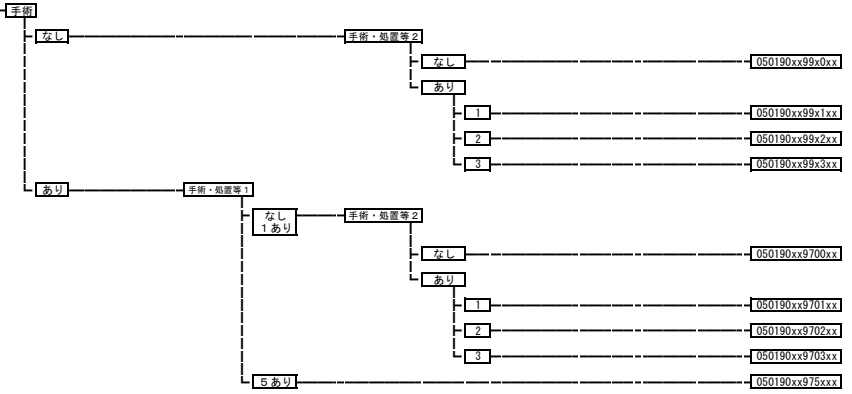 手術
なし
手術・処置等２
なし
050190xx99x0xx
あり
1
050190xx99x1xx
2
050190xx99x2xx
3
050190xx99x3xx
あり
手術・処置等１
なし
１あり
手術・処置等２
なし
050190xx9700xx
あり
1
050190xx9701xx
2
050190xx9702xx
3
050190xx9703xx
５あり
050190xx975xxx